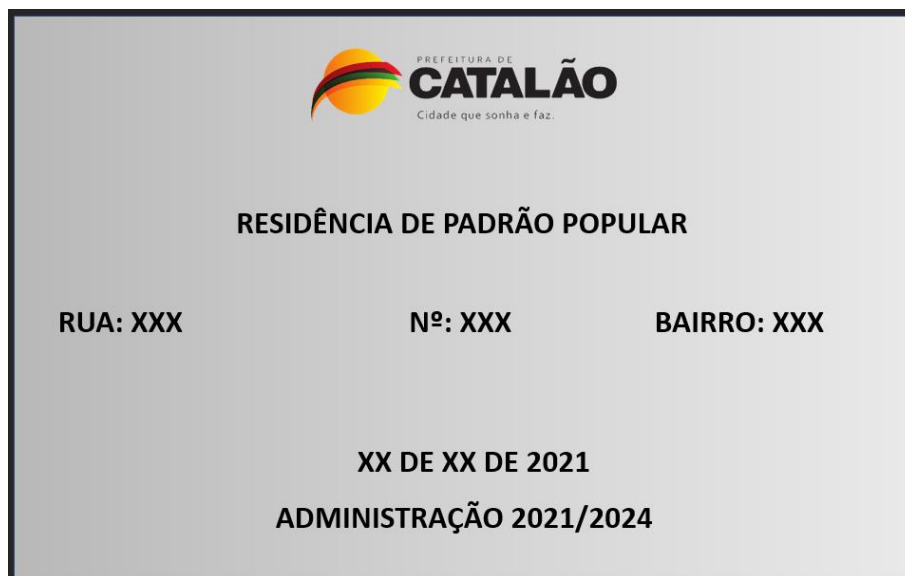 PREFEITURA DE
CATALÃO
Cidade que sonha e faz.
RESIDÊNCIA DE PADRÃO POPULAR
RUA: XXX Nº: XXX BAIRRO: XXX
XX DE XX DE 2021
ADMINISTRAÇÃO 2021/2024